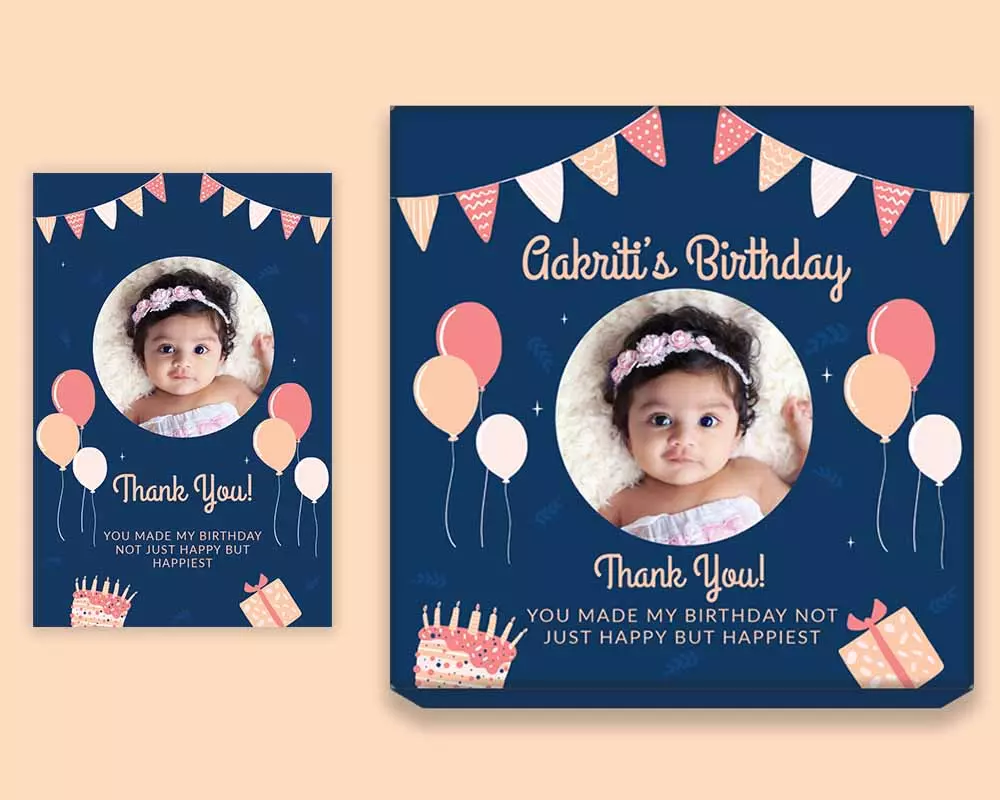 Thank You!
YOU MADE MY BIRTHDAY
NOT JUST HAPPY BUT
HAPPIEST
Aakriti's Birthday
Thank You!
YOU MADE MY BIRTHDAY NOT
JUST HAPPY BUT HAPPIEST